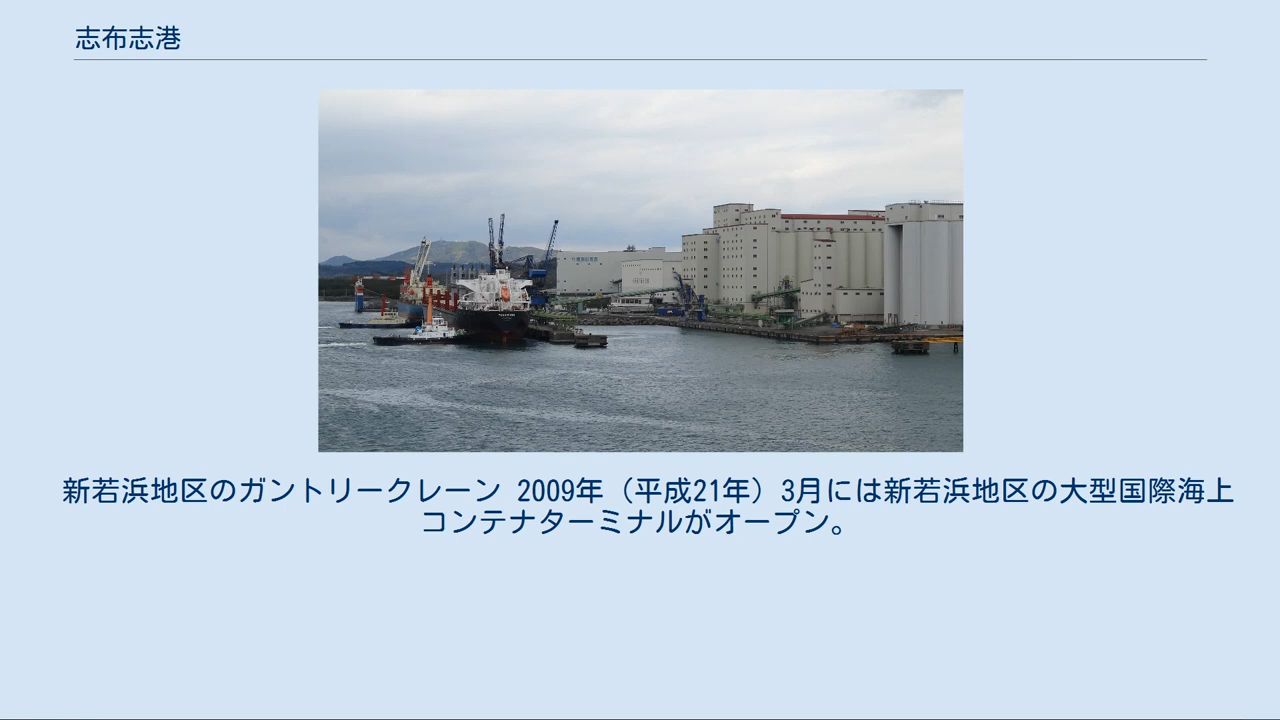 志布志港
新若浜地区のガントリークレーン 2009年（平成21年）3月には新若浜地区の大型国際海上
コンテナターミナルがオープン。